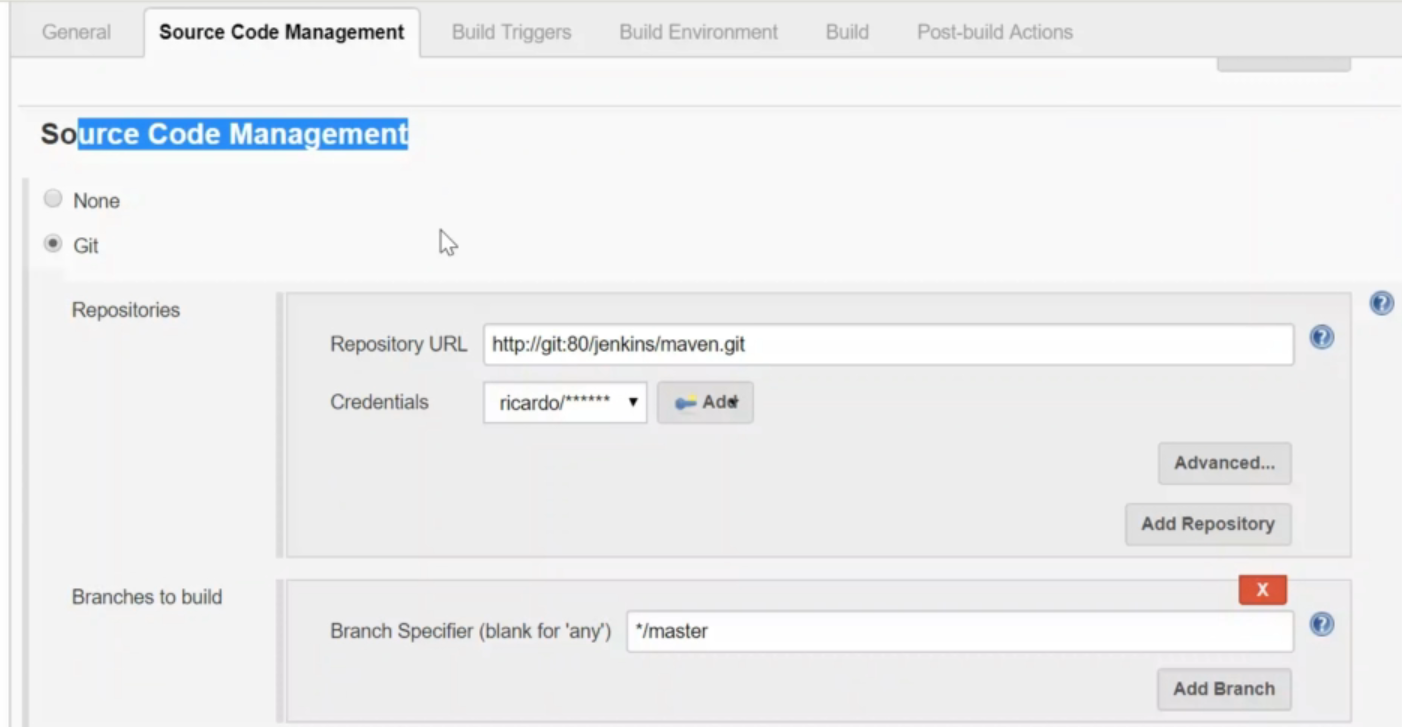 General Source Code Management Build Triggers Build Environment Build Post-build Actions
Source Code Management
None
Git
Repositories
Repository URL http://git:80/jenkins/maven.git
Credentials ricardo/****** Add
Advanced...
Add Repository
X
Branches to build
Branch Specifier (blank for 'any') */master
Add Branch